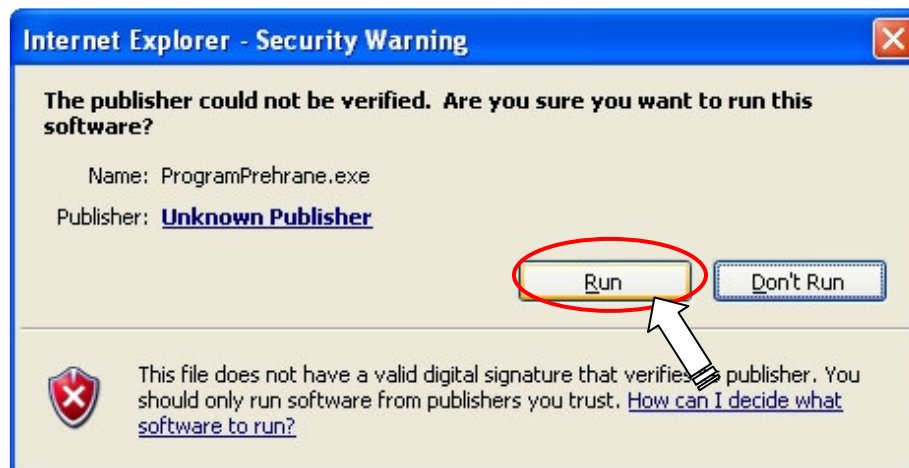 Internet Explorer - Security Warning
The publisher could not be verified.  Are you sure you want to run this
software?
Name: ProgramPrehrane.exe
Publisher: Unknown Publisher
Run
Don't Run
This file does not have a valid digital signature that verifies publisher. You
should only run software from publishers you trust. How can I decide what
software to run?